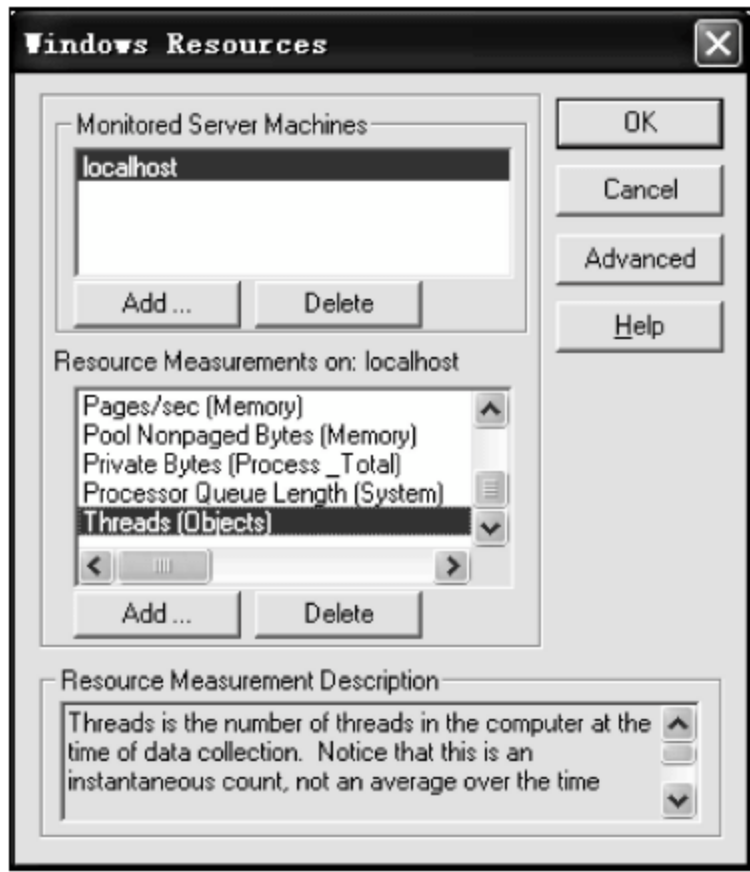 Windows Resources
Monitored Server Machines
localhost
Add ...
Delete
OK
Cancel
Advanced
Help
Resource Measurements on: localhost
Pages/sec (Memory)
Pool Nonpaged Bytes (Memory)
Private Bytes (Process _Total)
Processor Queue Length (System)
Threads (Objects)
Add ...
Delete
Resource Measurement Description
Threads is the number of threads in the computer at the
time of data collection.  Notice that this is an
instantaneous count, not an average over the time